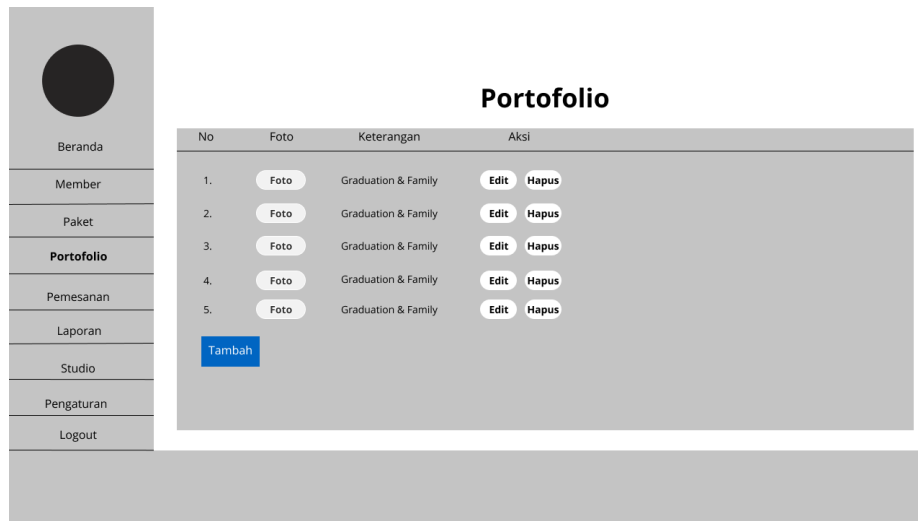 Portofolio
Beranda
Member
Paket
Portofolio
Pemesanan
Laporan
Studio
Pengaturan
Logout
No Foto Keterangan Aksi
1. Foto Graduation & Family Edit Hapus
2. Foto Graduation & Family Edit Hapus
3. Foto Graduation & Family Edit Hapus
4. Foto Graduation & Family Edit Hapus
5. Foto Graduation & Family Edit Hapus
Tambah